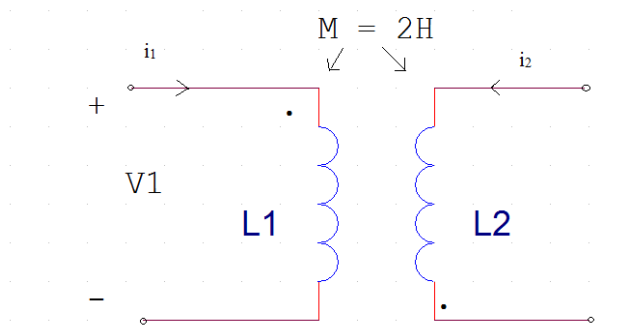 M = 2H
i₁
i₂
+
V1
L1
L2
−